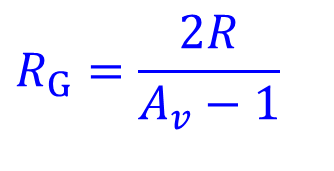 R_G = 2R / (A_v − 1)